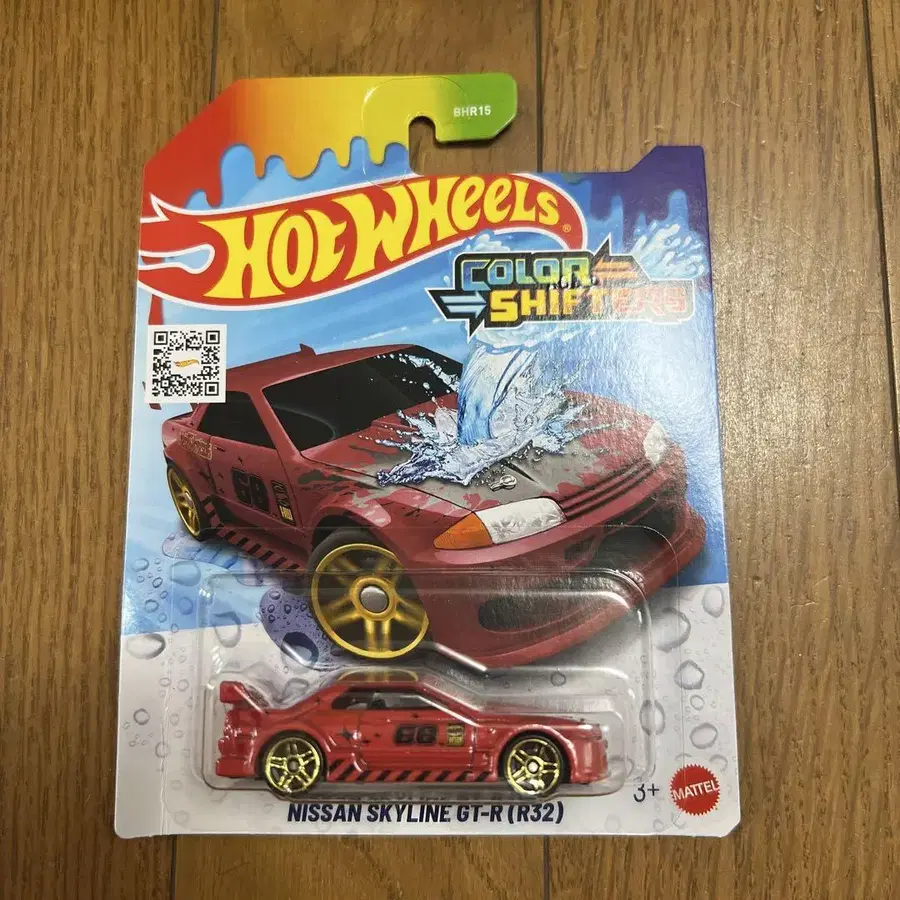 BHR15
HOT WHEELS
COLOR
SHIFTERS
68
68
NISSAN SKYLINE GT-R (R32)
3+
MATTEL